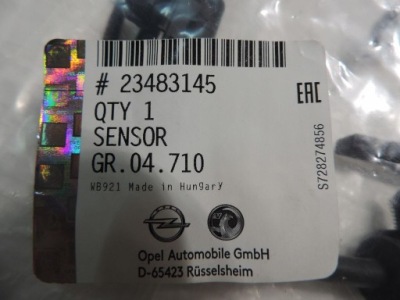 # 23483145
QTY 1
SENSOR
GR.04.710
WB921 Made in Hungary
EAC
S728274856
Opel Automobile GmbH
D-65423 Rüsselsheim